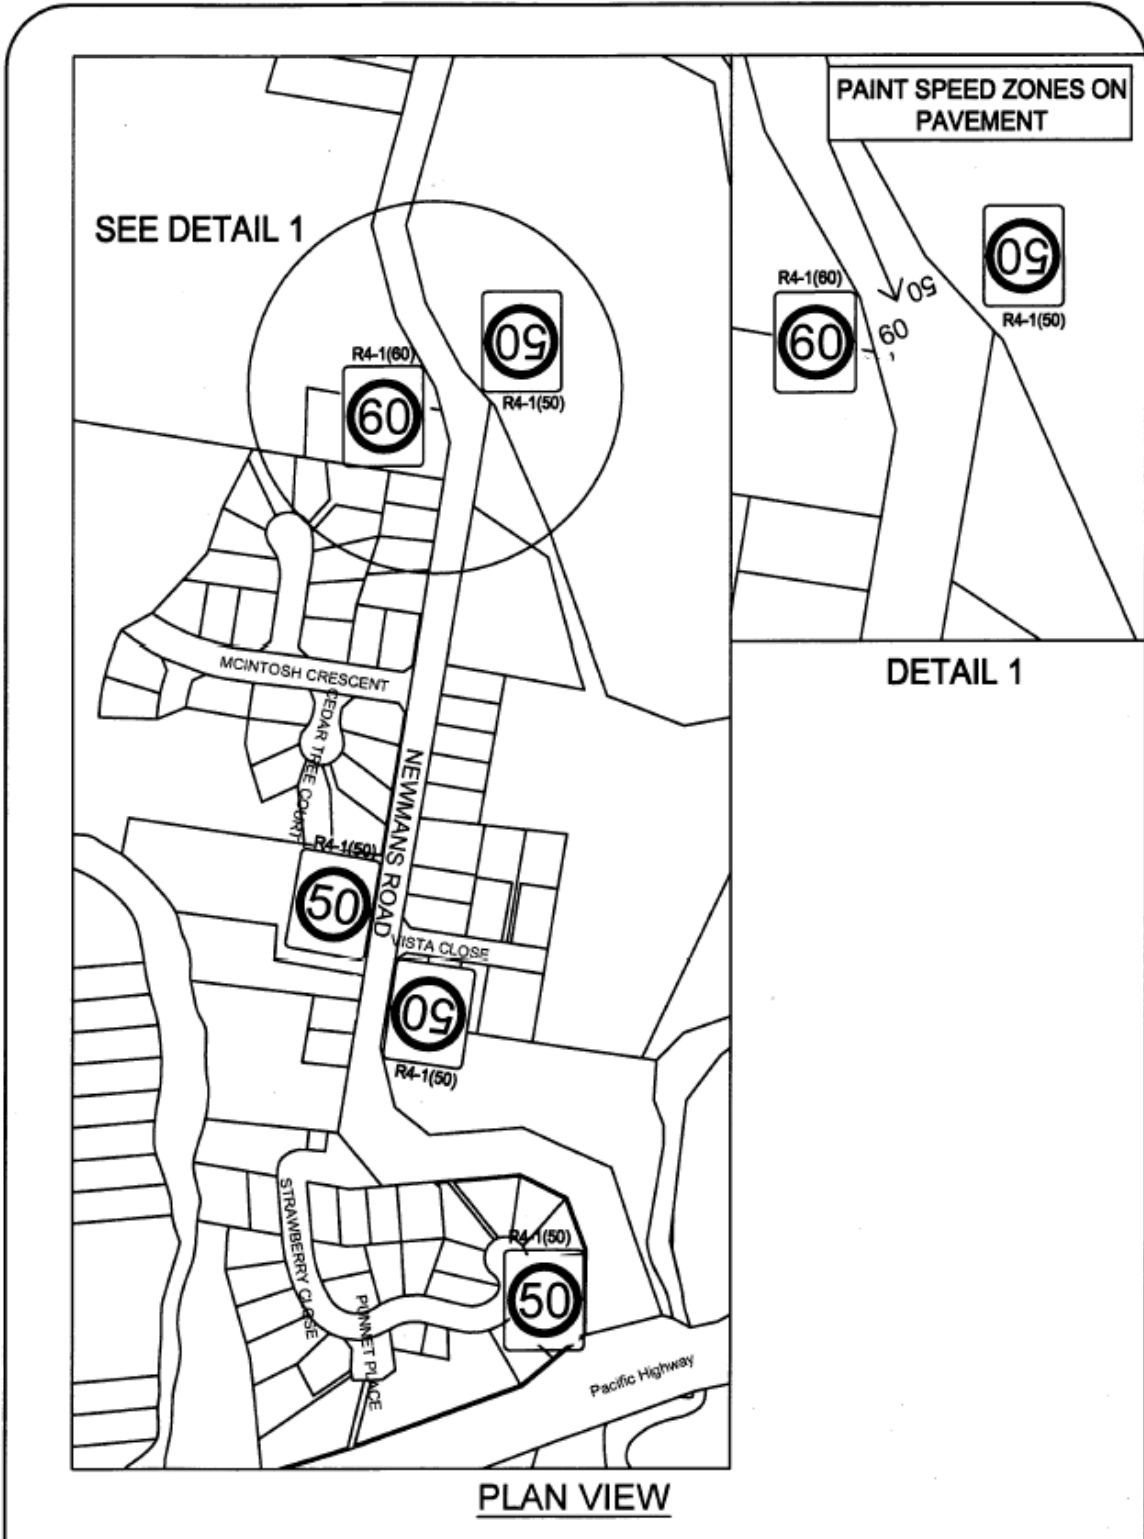 PAINT SPEED ZONES ON
PAVEMENT
SEE DETAIL 1
R4-1(60)
60
50
R4-1(50)
R4-1(60)
60
50
R4-1(50)
50
60
DETAIL 1
MCINTOSH CRESCENT
CEDAR TREE COURT
NEWMANS ROAD
R4-1(50)
50
VISTA CLOSE
50
R4-1(50)
STRAWBERRY CLOSE
PUNNET PLACE
R4-1(50)
50
Pacific Highway
PLAN VIEW